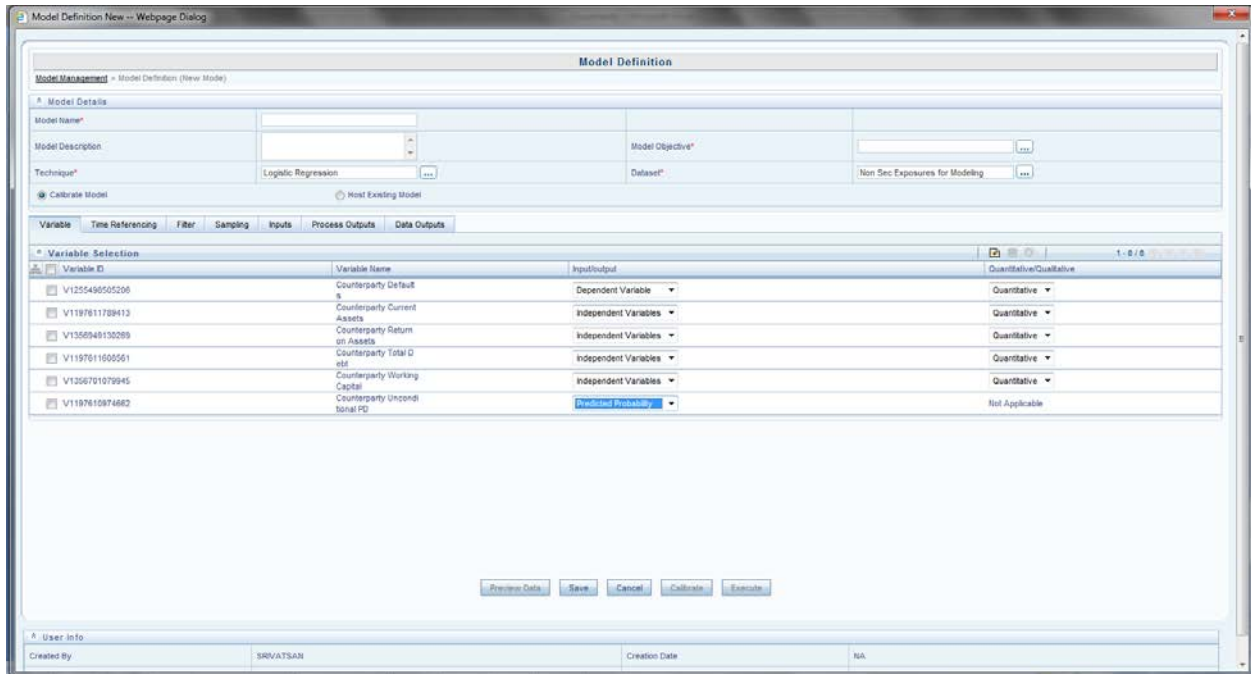 Model Definition New -- Webpage Dialog
Model Definition
Model Management » Model Definition (New Mode)
Model Details
Model Name*
Model Description
Model Objective*
...
Technique*
Logistic Regression
...
Dataset*
Non Sec Exposures for Modeling
...
Calibrate Model
Host Existing Model
Variable
Time Referencing
Filter
Sampling
Inputs
Process Outputs
Data Outputs
Variable Selection
1 - 6 / 6
Variable ID
Variable Name
Input/output
Quantitative/Qualitative
V1255498505206
Counterparty Default
s
Dependent Variable
Quantitative
V1197611789413
Counterparty Current
Assets
Independent Variables
Quantitative
V1356949130269
Counterparty Return
on Assets
Independent Variables
Quantitative
V1197611600561
Counterparty Total D
ebt
Independent Variables
Quantitative
V1356701079945
Counterparty Working
Capital
Independent Variables
Quantitative
V1197610974662
Counterparty Uncondi
tional PD
Predicted Probability
Not Applicable
Preview Data
Save
Cancel
Calibrate
Execute
User Info
Created By
SRIVATSAN
Creation Date
NA